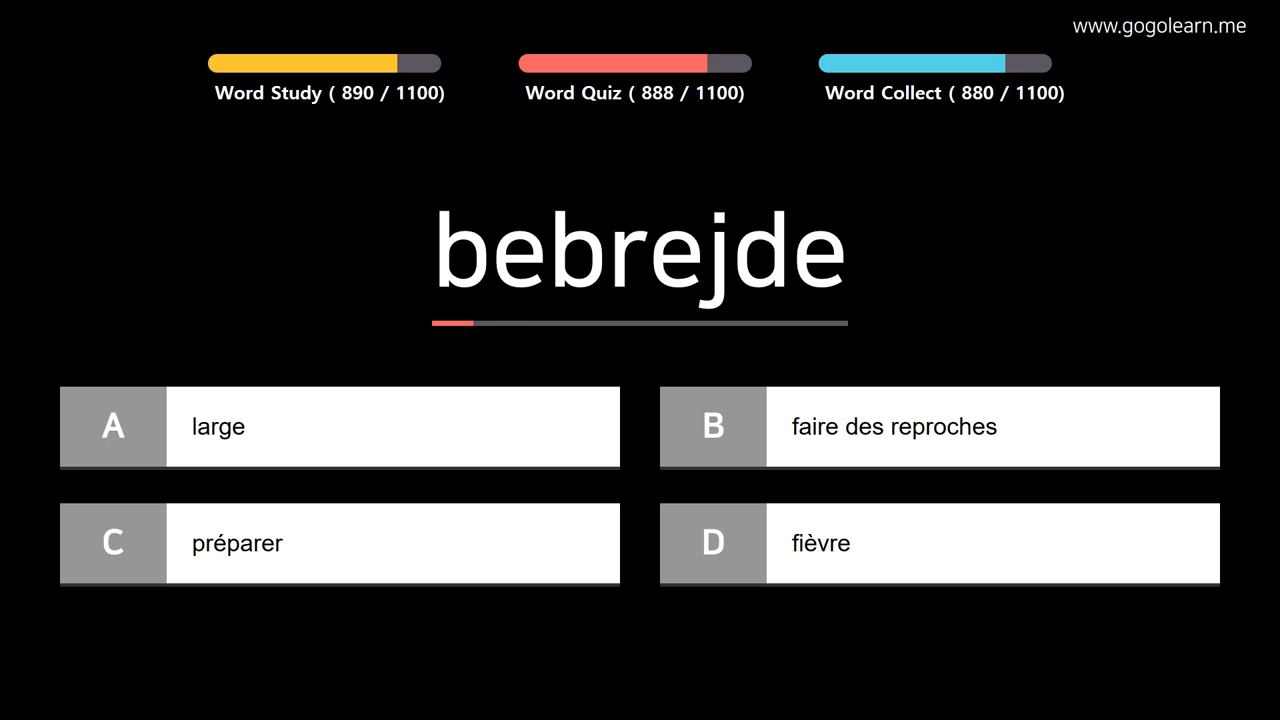 www.gogolearn.me
Word Study ( 890 / 1100)
Word Quiz ( 888 / 1100)
Word Collect ( 880 / 1100)
bebrejde
A large
B faire des reproches
C préparer
D fièvre